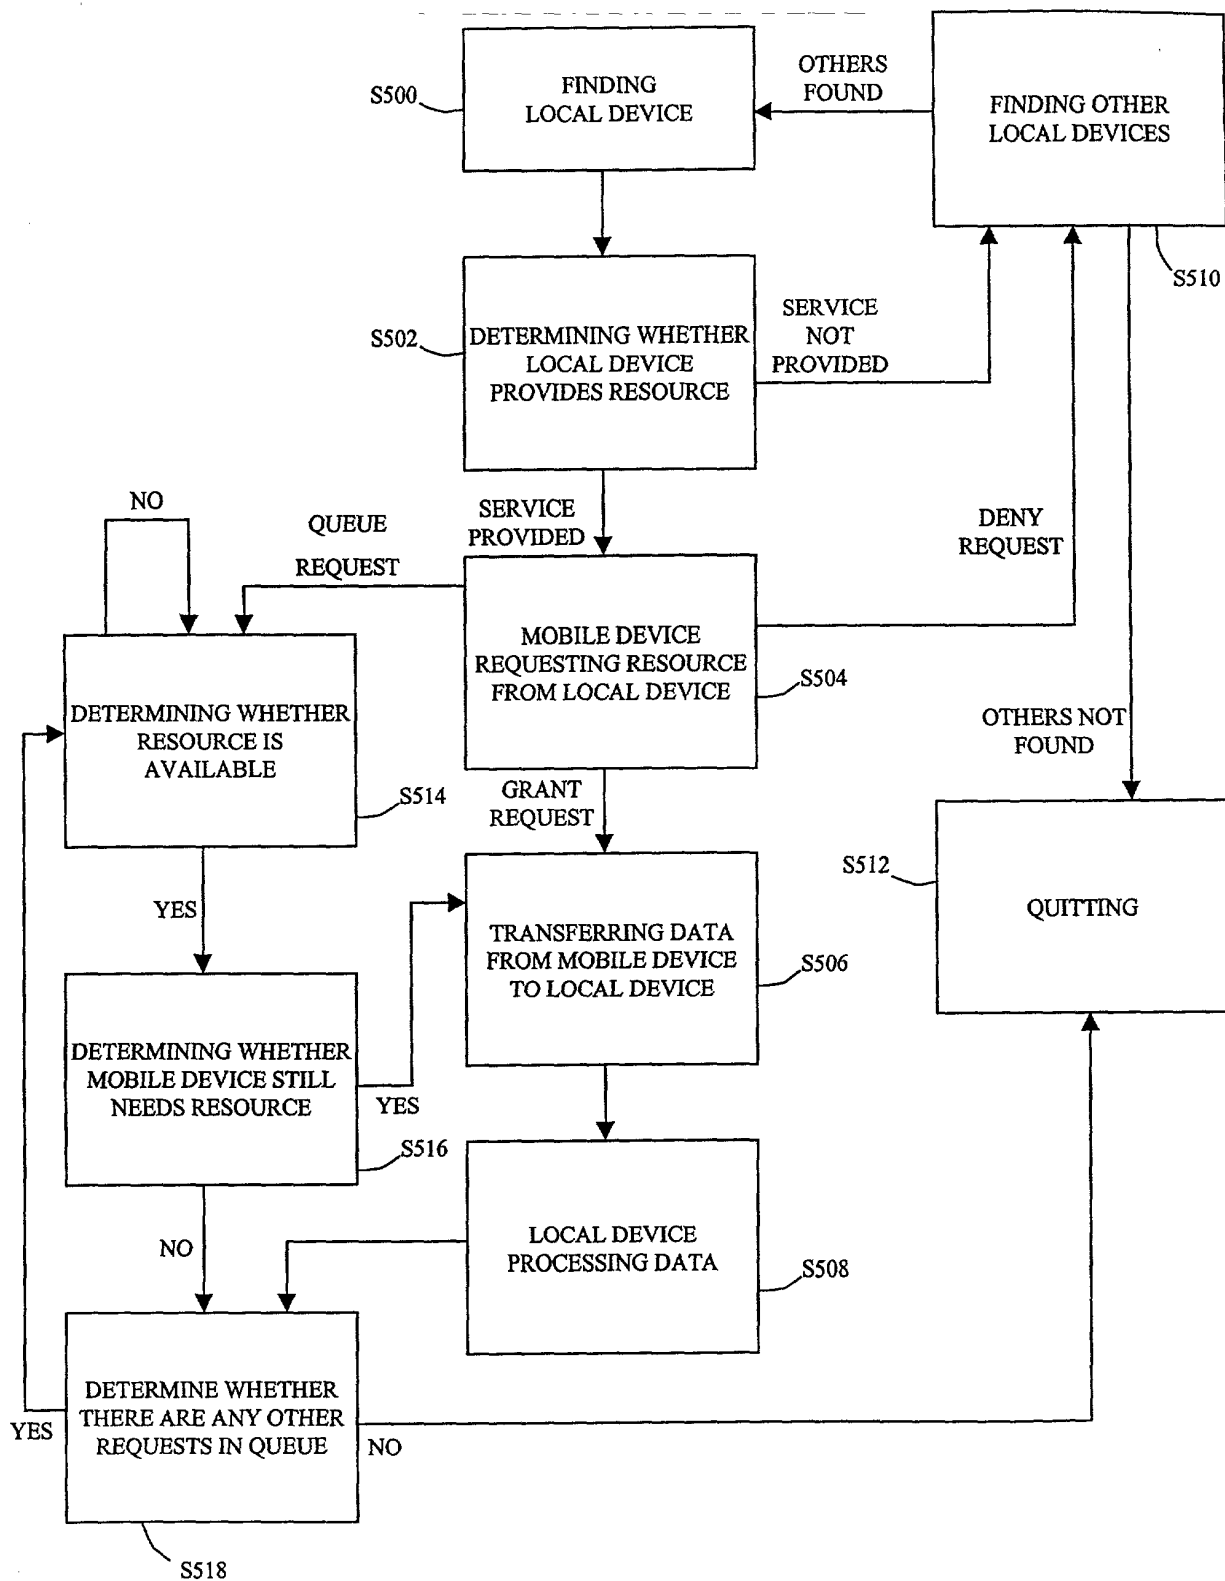 S500
FINDING
LOCAL DEVICE
OTHERS
FOUND
FINDING OTHER
LOCAL DEVICES
S510
S502
DETERMINING WHETHER
LOCAL DEVICE
PROVIDES RESOURCE
SERVICE
NOT
PROVIDED
NO
QUEUE
REQUEST
SERVICE
PROVIDED
DENY
REQUEST
MOBILE DEVICE
REQUESTING RESOURCE
FROM LOCAL DEVICE
S504
DETERMINING WHETHER
RESOURCE IS
AVAILABLE
S514
GRANT
REQUEST
OTHERS NOT
FOUND
S512
QUITTING
YES
TRANSFERRING DATA
FROM MOBILE DEVICE
TO LOCAL DEVICE
S506
DETERMINING WHETHER
MOBILE DEVICE STILL
NEEDS RESOURCE
YES
S516
NO
LOCAL DEVICE
PROCESSING DATA
S508
DETERMINE WHETHER
THERE ARE ANY OTHER
REQUESTS IN QUEUE
YES
NO
S518